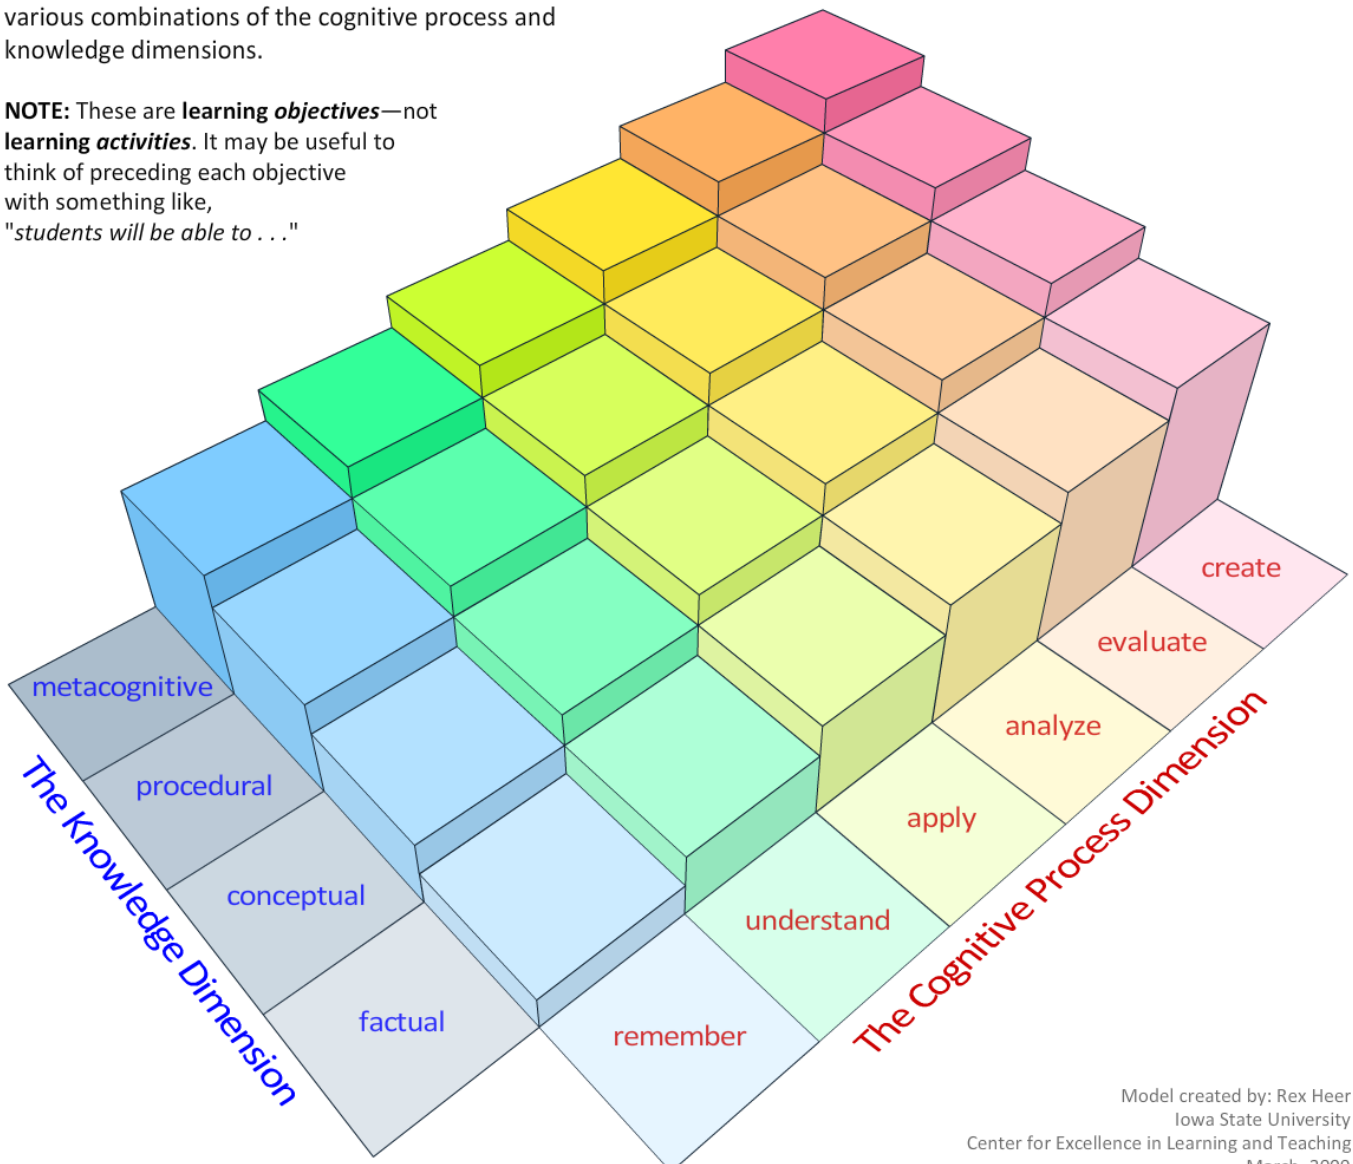 various combinations of the cognitive process and
knowledge dimensions.
NOTE: These are learning objectives—not
learning activities. It may be useful to
think of preceding each objective
with something like,
"students will be able to . . ."
create
evaluate
metacognitive
analyze
procedural
apply
conceptual
understand
factual
remember
The Knowledge Dimension
The Cognitive Process Dimension
Model created by: Rex Heer
Iowa State University
Center for Excellence in Learning and Teaching